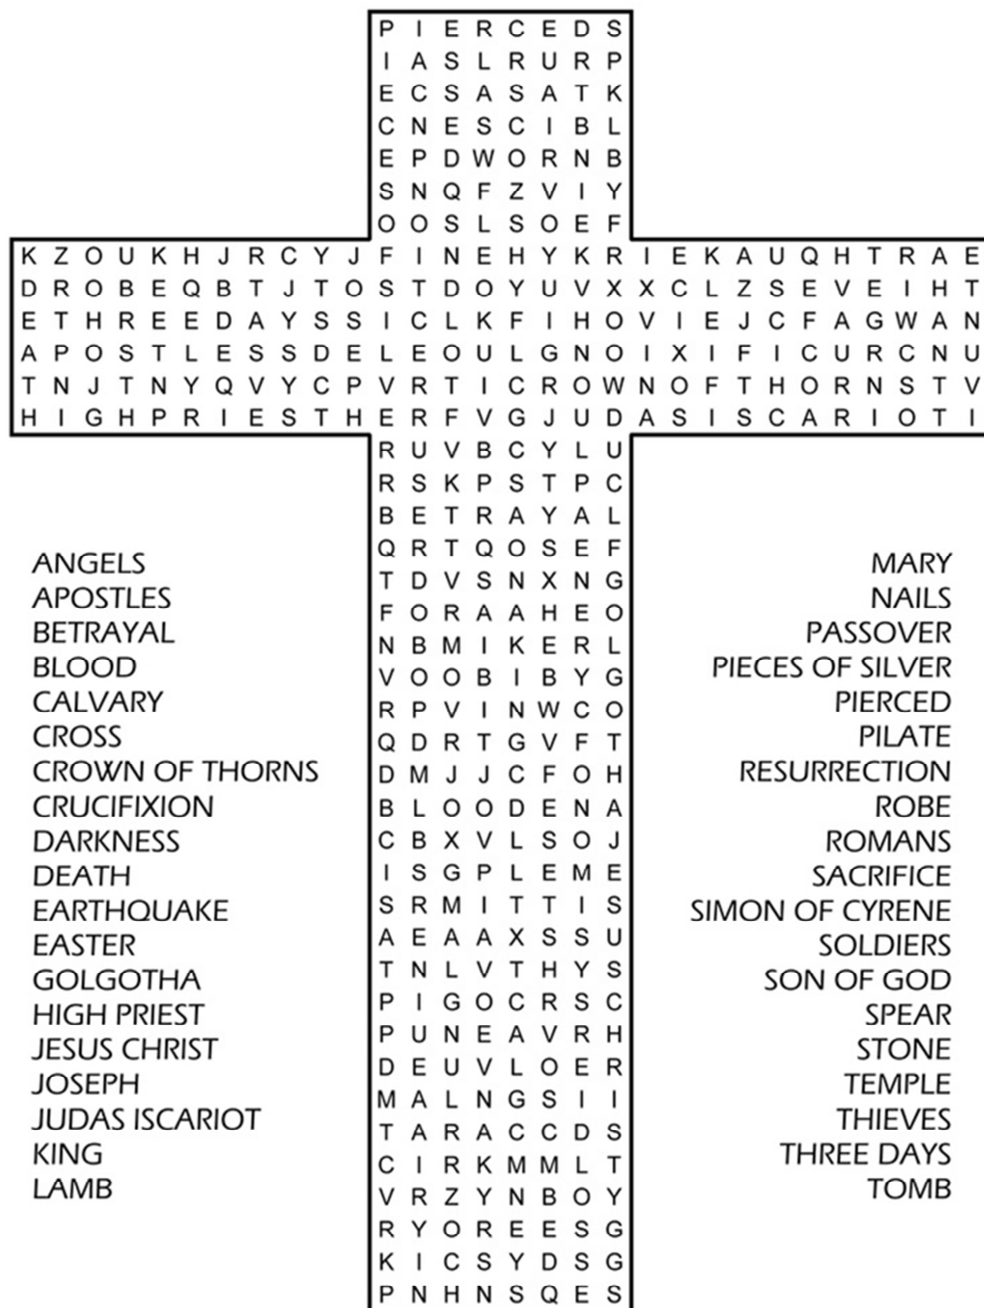 P I E R C E D S
I A S L R U R P
E C S A S A T K
C N E S C I B L
E P D W O R N B
S N Q F Z V I Y
O O S L S O E F
K Z O U K H J R C Y J F I N E H Y K R I E K A U Q H T R A E
D R O B E Q B T J T O S T D O Y U V X X C L Z S E V E I H T
E T H R E E D A Y S S I C L K F I H O V I E J C F A G W A N
A P O S T L E S S D E L E O U L G N O I X I F I C U R C N U
T N J T N Y Q V Y C P V R T I C R O W N O F T H O R N S T V
H I G H P R I E S T H E R F V G J U D A S I S C A R I O T I
R U V B C Y L U
R S K P S T P C
B E T R A Y A L
Q R T Q O S E F
T D V S N X N G
F O R A A H E O
N B M I K E R L
V O O B I B Y G
R P V I N W C O
Q D R T G V F T
D M J J C F O H
B L O O D E N A
C B X V L S O J
I S G P L E M E
S R M I T T I S
A E A A X S S U
T N L V T H Y S
P I G O C R S C
P U N E A V R H
D E U V L O E R
M A L N G S I I
T A R A C C D S
C I R K M M L T
V R Z Y N B O Y
R Y O R E E S G
K I C S Y D S G
P N H N S Q E S
ANGELS
APOSTLES
BETRAYAL
BLOOD
CALVARY
CROSS
CROWN OF THORNS
CRUCIFIXION
DARKNESS
DEATH
EARTHQUAKE
EASTER
GOLGOTHA
HIGH PRIEST
JESUS CHRIST
JOSEPH
JUDAS ISCARIOT
KING
LAMB
MARY
NAILS
PASSOVER
PIECES OF SILVER
PIERCED
PILATE
RESURRECTION
ROBE
ROMANS
SACRIFICE
SIMON OF CYRENE
SOLDIERS
SON OF GOD
SPEAR
STONE
TEMPLE
THIEVES
THREE DAYS
TOMB